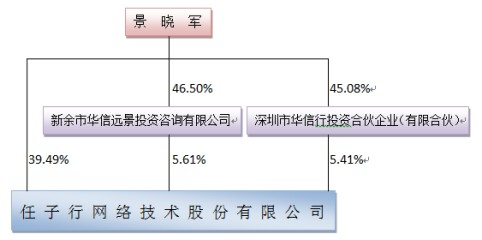 景 晓 军
46.50%
45.08%
新余市华信远景投资咨询有限公司
深圳市华信行投资合伙企业（有限合伙）
39.49%
5.61%
5.41%
任 子 行 网 络 技 术 股 份 有 限 公 司